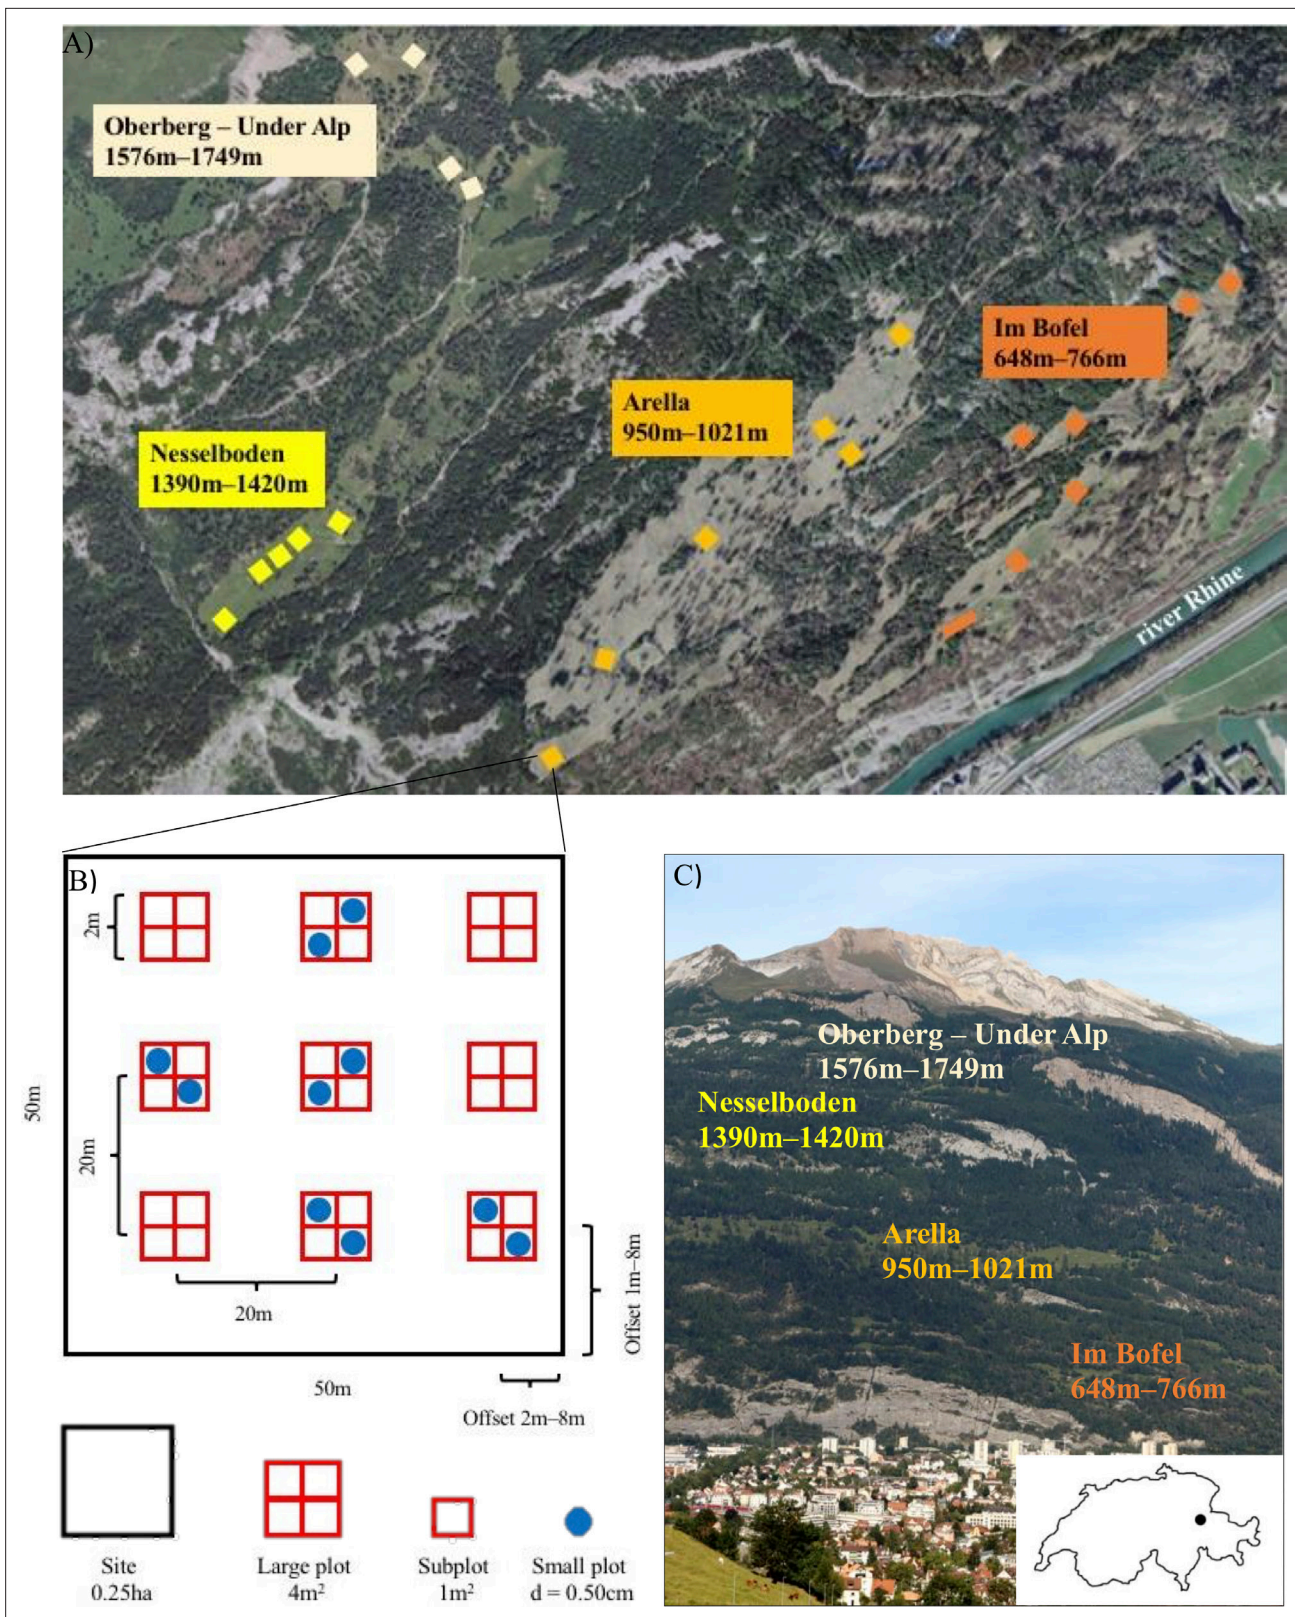 A)
Oberberg – Under Alp
1576m–1749m
Im Bofel
648m–766m
Arella
950m–1021m
Nesselboden
1390m–1420m
river Rhine
B)
2m
50m
20m
20m
Offset 1m–8m
50m
Offset 2m–8m
Site
0.25ha
Large plot
4m²
Subplot
1m²
Small plot
d = 0.50cm
C)
Oberberg – Under Alp
1576m–1749m
Nesselboden
1390m–1420m
Arella
950m–1021m
Im Bofel
648m–766m